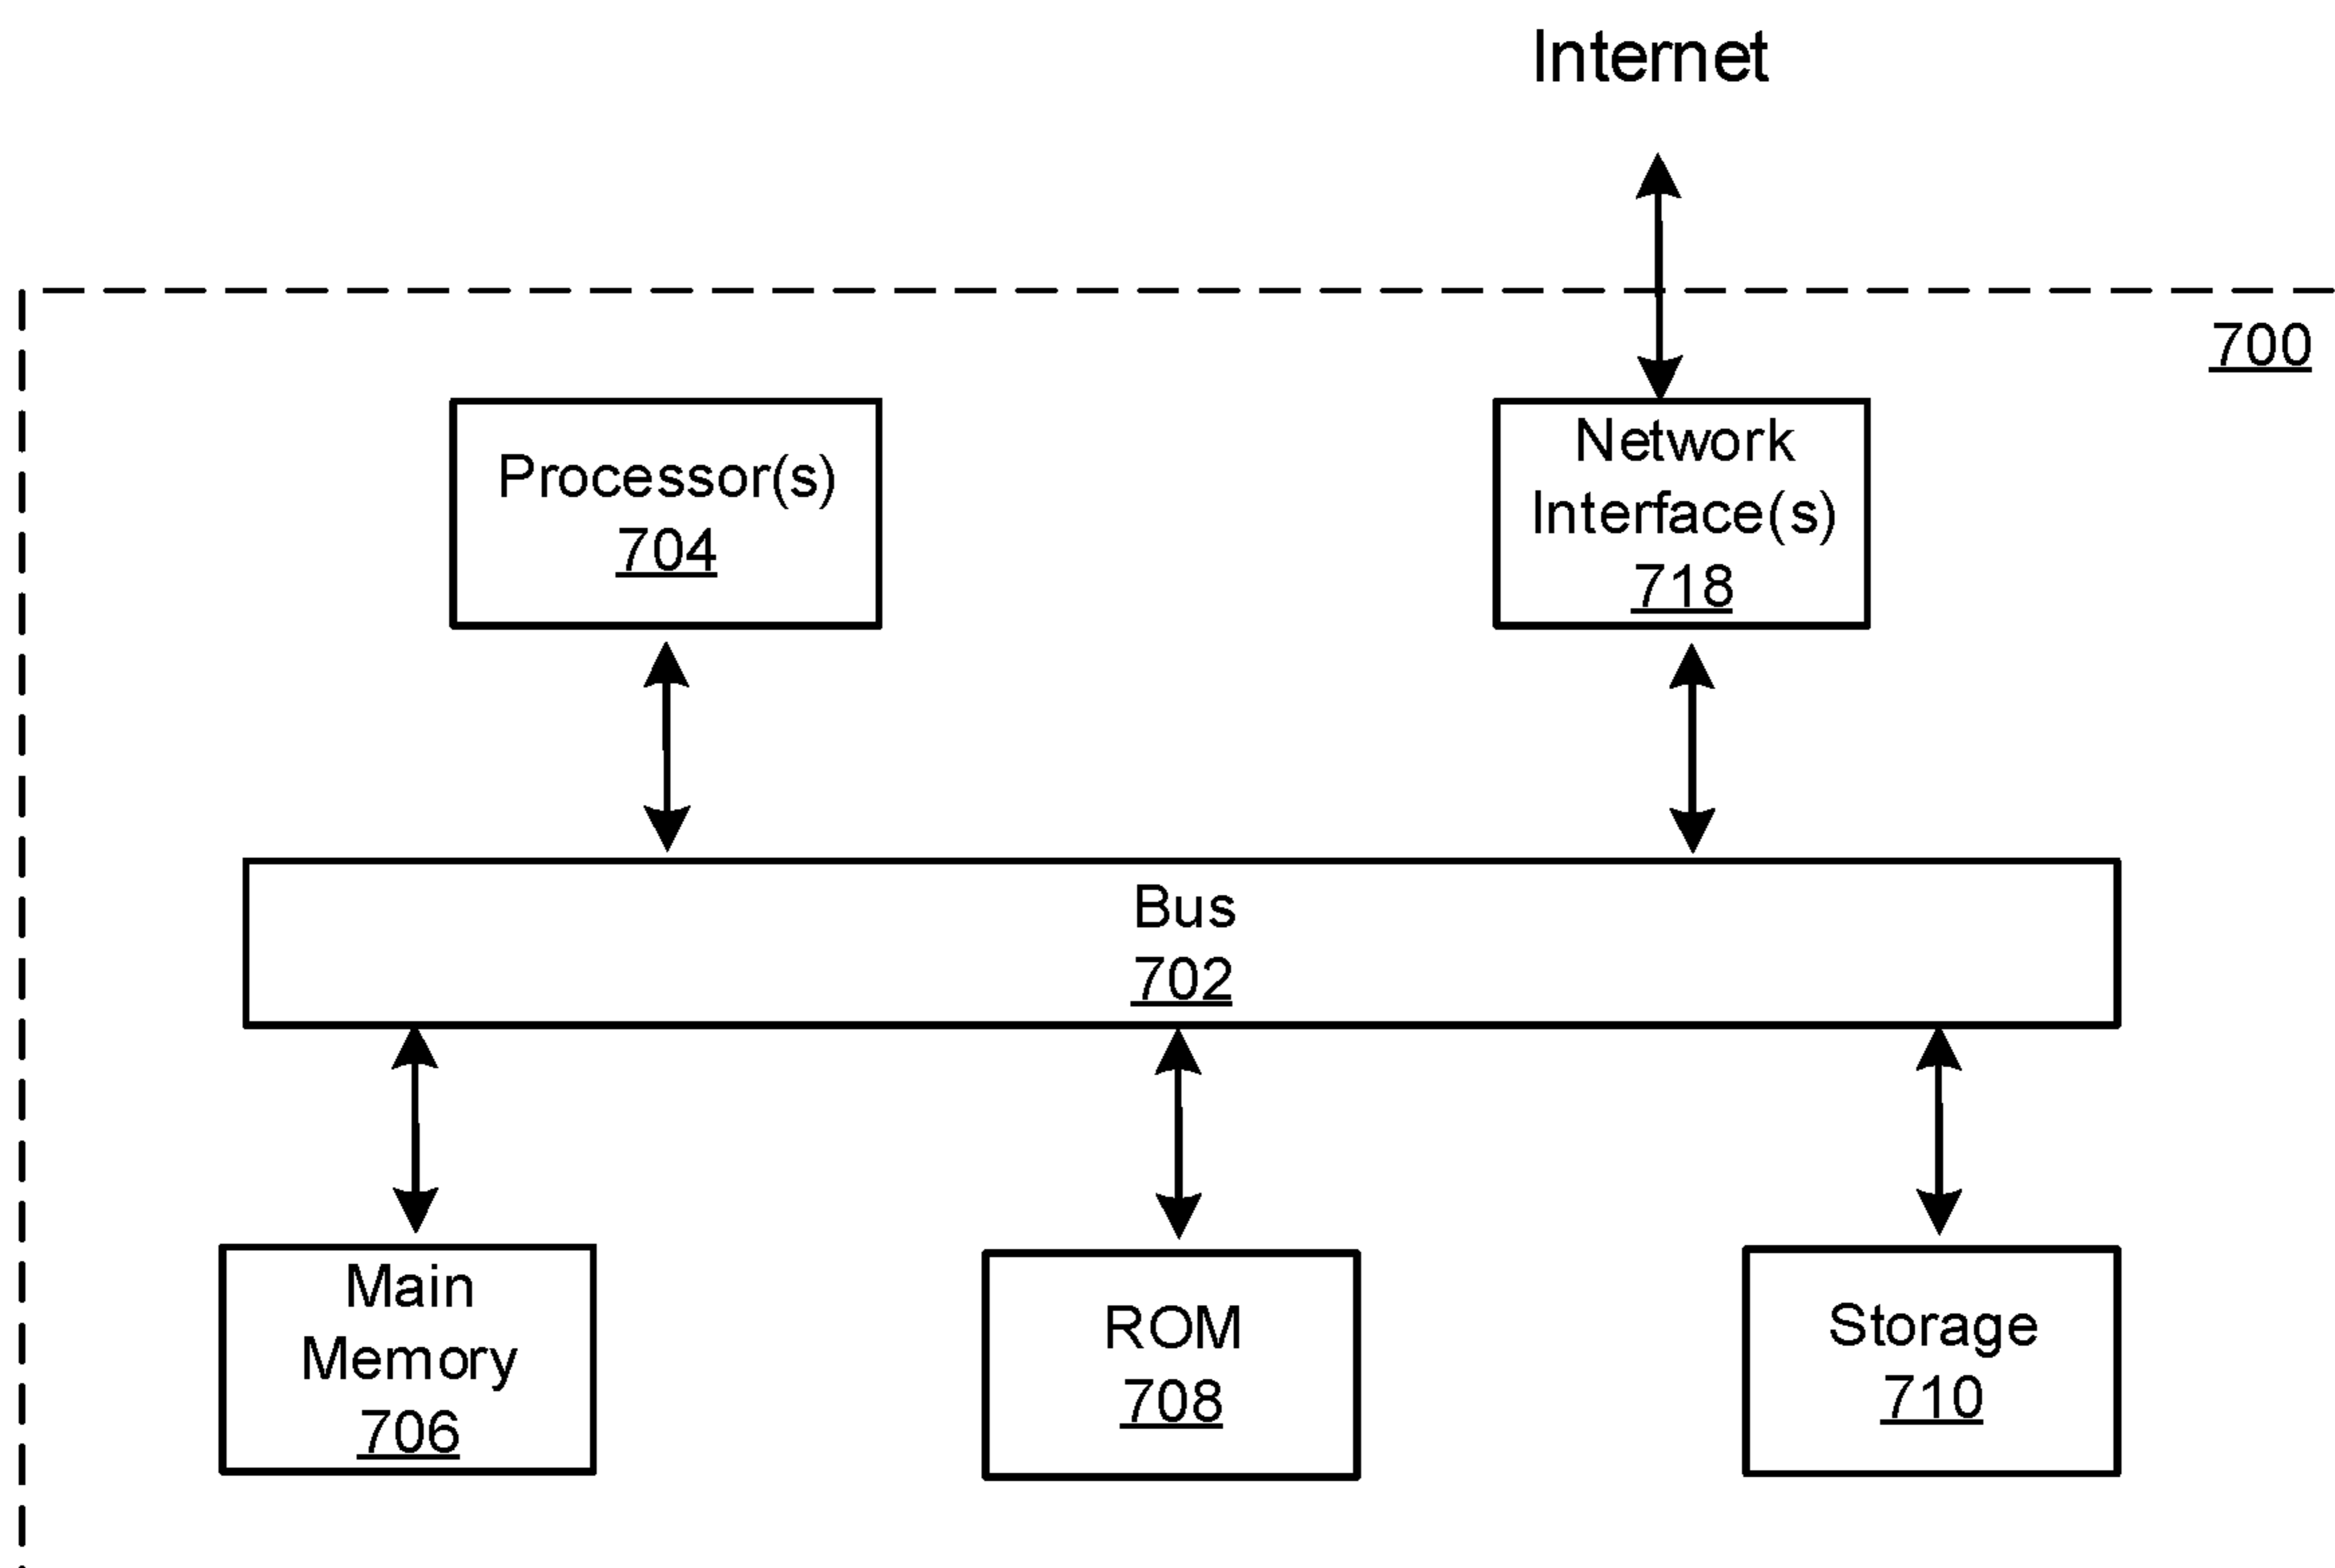 Internet
700
Processor(s)
704
Network
Interface(s)
718
Bus
702
Main
Memory
706
ROM
708
Storage
710